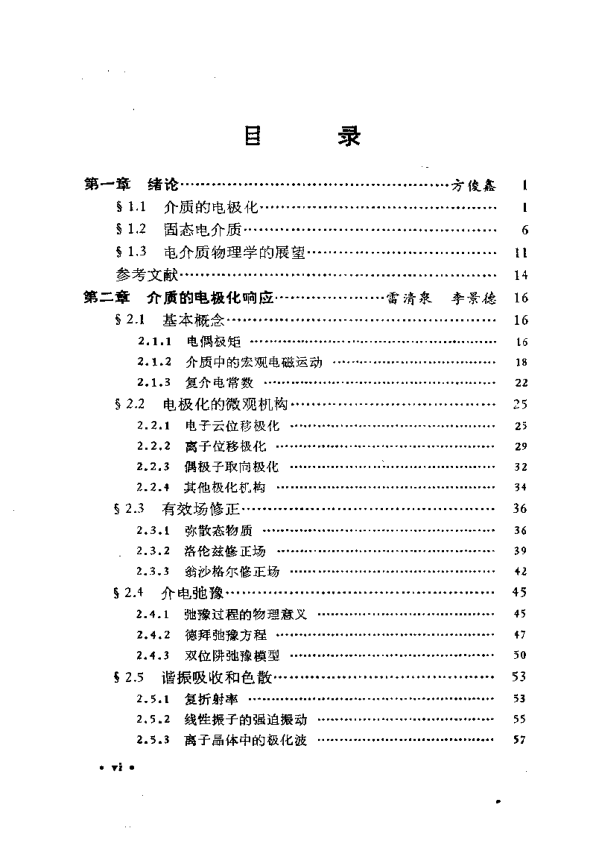 目 录
第一章 绪论……方俊鑫 1
§1.1 介质的电极化……1
§1.2 固态电介质……6
§1.3 电介质物理学的展望……11
参考文献……14
第二章 介质的电极化响应……雷清泉 李景德 16
§2.1 基本概念……16
2.1.1 电偶极矩……16
2.1.2 介质中的宏观电磁运动……18
2.1.3 复介电常数……22
§2.2 电极化的微观机构……25
2.2.1 电子云位移极化……25
2.2.2 离子位移极化……29
2.2.3 偶极子取向极化……32
2.2.4 其他极化机构……34
§2.3 有效场修正……36
2.3.1 弥散态物质……36
2.3.2 洛伦兹修正场……39
2.3.3 翁沙格尔修正场……42
§2.4 介电弛豫……45
2.4.1 弛豫过程的物理意义……45
2.4.2 德拜弛豫方程……47
2.4.3 双位阱弛豫模型……50
§2.5 谐振吸收和色散……53
2.5.1 复折射率……53
2.5.2 线性振子的强迫振动……55
2.5.3 离子晶体中的极化波……57
• vi •